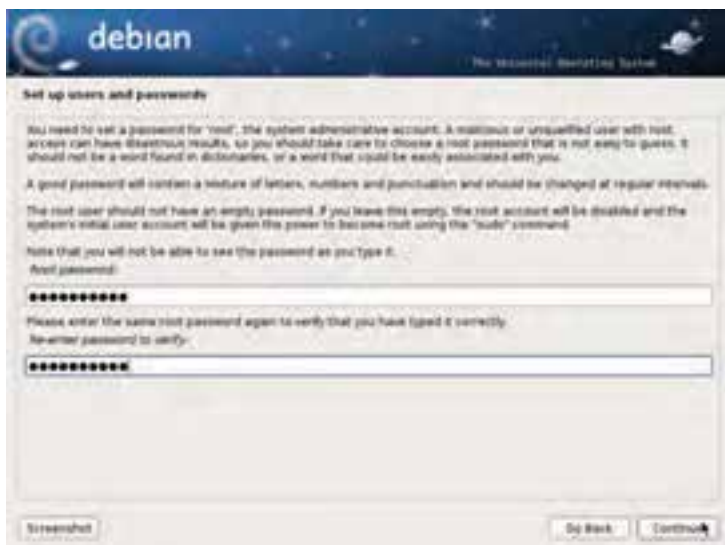 debian
The Universal Operating System
Set up users and passwords
You need to set a password for 'root', the system administrative account. A malicious or unqualified user with root
access can have disastrous results, so you should take care to choose a root password that is not easy to guess. It
should not be a word found in dictionaries, or a word that could be easily associated with you.
A good password will contain a mixture of letters, numbers and punctuation and should be changed at regular intervals.
The root user should not have an empty password. If you leave this empty, the root account will be disabled and the
system's initial user account will be given the power to become root using the "sudo" command.
Note that you will not be able to see the password as you type it.
Root password:
●●●●●●●●●●
Please enter the same root password again to verify that you have typed it correctly.
Re-enter password to verify:
●●●●●●●●●●
Screenshot
Go Back
Continue